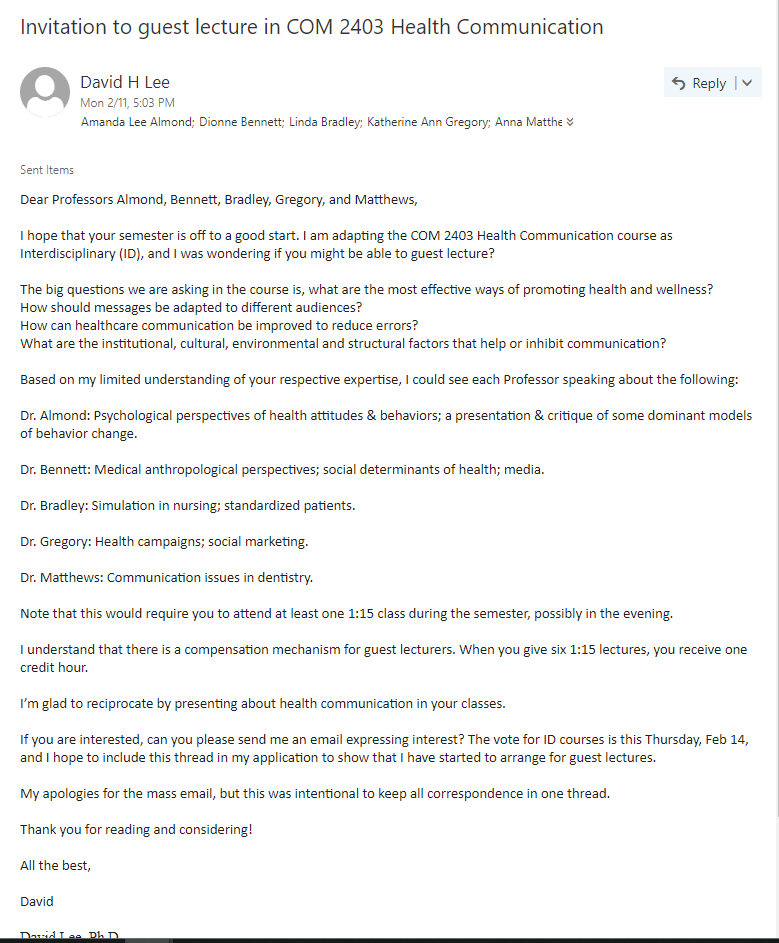 Invitation to guest lecture in COM 2403 Health Communication
David H Lee
Reply
Mon 2/11, 5:03 PM
Amanda Lee Almond; Dionne Bennett; Linda Bradley; Katherine Ann Gregory; Anna Matthe
Sent Items
Dear Professors Almond, Bennett, Bradley, Gregory, and Matthews,
I hope that your semester is off to a good start. I am adapting the COM 2403 Health Communication course as
Interdisciplinary (ID), and I was wondering if you might be able to guest lecture?
The big questions we are asking in the course is, what are the most effective ways of promoting health and wellness?
How should messages be adapted to different audiences?
How can healthcare communication be improved to reduce errors?
What are the institutional, cultural, environmental and structural factors that help or inhibit communication?
Based on my limited understanding of your respective expertise, I could see each Professor speaking about the following:
Dr. Almond: Psychological perspectives of health attitudes & behaviors; a presentation & critique of some dominant models
of behavior change.
Dr. Bennett: Medical anthropological perspectives; social determinants of health; media.
Dr. Bradley: Simulation in nursing; standardized patients.
Dr. Gregory: Health campaigns; social marketing.
Dr. Matthews: Communication issues in dentistry.
Note that this would require you to attend at least one 1:15 class during the semester, possibly in the evening.
I understand that there is a compensation mechanism for guest lecturers. When you give six 1:15 lectures, you receive one
credit hour.
I'm glad to reciprocate by presenting about health communication in your classes.
If you are interested, can you please send me an email expressing interest? The vote for ID courses is this Thursday, Feb 14,
and I hope to include this thread in my application to show that I have started to arrange for guest lectures.
My apologies for the mass email, but this was intentional to keep all correspondence in one thread.
Thank you for reading and considering!
All the best,
David
David Lee, Ph.D.